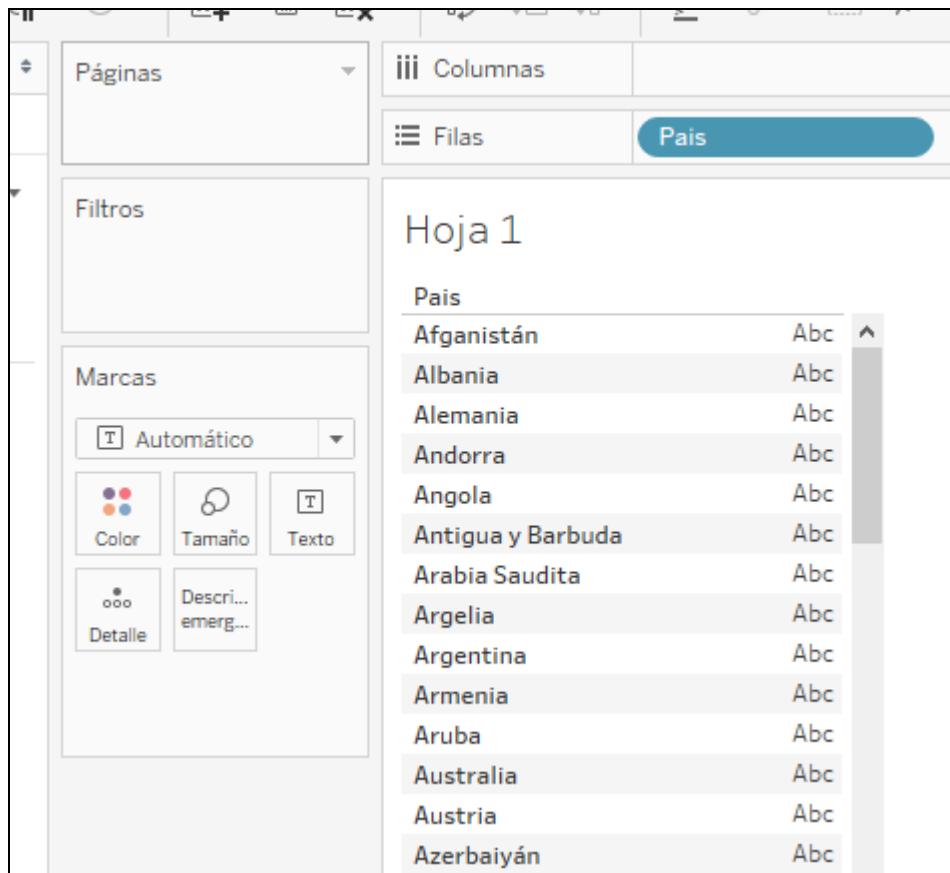 Páginas
Columnas
Filas
Pais
Filtros
Hoja 1
Pais
Afganistán Abc
Albania Abc
Alemania Abc
Andorra Abc
Angola Abc
Antigua y Barbuda Abc
Arabia Saudita Abc
Argelia Abc
Argentina Abc
Armenia Abc
Aruba Abc
Australia Abc
Austria Abc
Azerbaiyán Abc
Marcas
T Automático
Color
Tamaño
T
Texto
Detalle
Descri...
emerg...